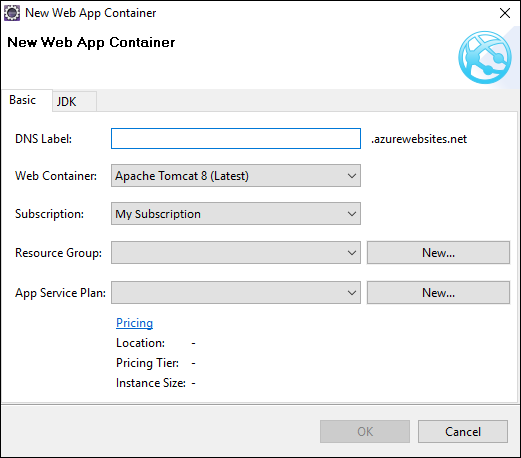 New Web App Container
New Web App Container
Basic JDK
DNS Label: .azurewebsites.net
Web Container: Apache Tomcat 8 (Latest)
Subscription: My Subscription
Resource Group: New...
App Service Plan: New...
Pricing
Location: -
Pricing Tier: -
Instance Size: -
OK Cancel